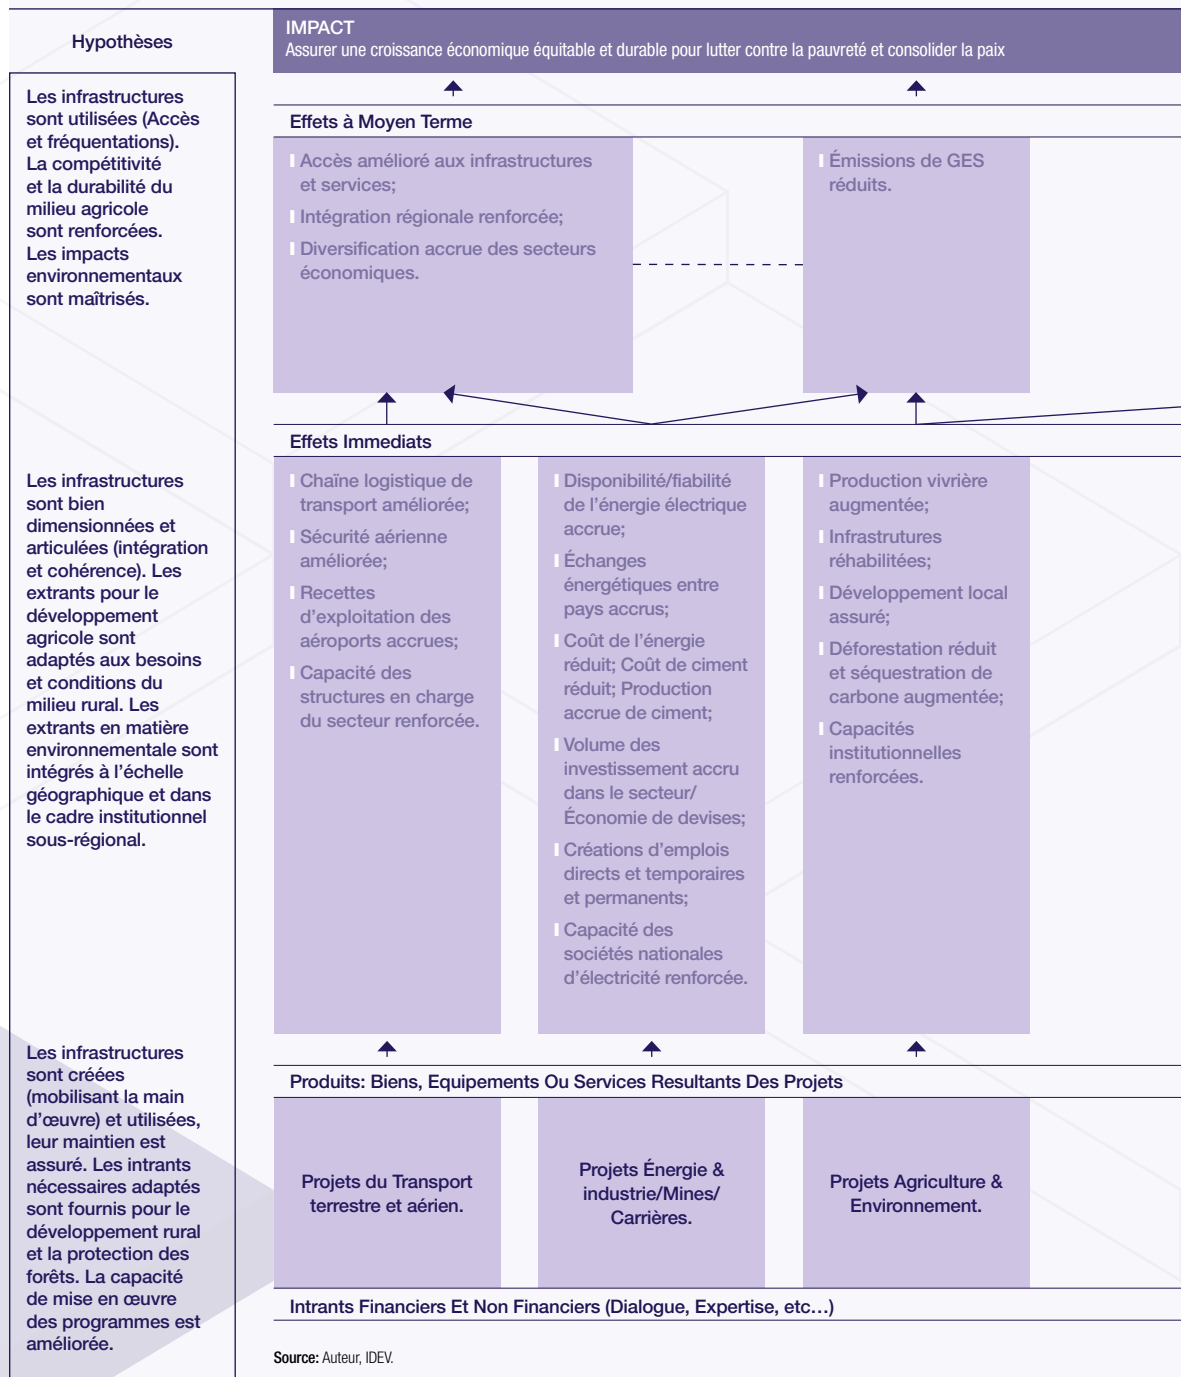 Hypothèses
Les infrastructures
sont utilisées (Accès
et fréquentations).
La compétitivité
et la durabilité du
milieu agricole
sont renforcées.
Les impacts
environnementaux
sont maîtrisés.
Les infrastructures
sont bien
dimensionnées et
articulées (intégration
et cohérence). Les
extrants pour le
développement
agricole sont
adaptés aux besoins
et conditions du
milieu rural. Les
extrants en matière
environnementale sont
intégrés à l’échelle
géographique et dans
le cadre institutionnel
sous-régional.
Les infrastructures
sont créées
(mobilisant la main
d’œuvre) et utilisées,
leur maintien est
assuré. Les intrants
nécessaires adaptés
sont fournis pour le
développement rural
et la protection des
forêts. La capacité
de mise en œuvre
des programmes est
améliorée.
IMPACT
Assurer une croissance économique équitable et durable pour lutter contre la pauvreté et consolider la paix
Effets à Moyen Terme
Accès amélioré aux infrastructures
et services;
Intégration régionale renforcée;
Diversification accrue des secteurs
économiques.
Émissions de GES
réduits.
Effets Immediats
Chaîne logistique de
transport améliorée;
Sécurité aérienne
améliorée;
Recettes
d’exploitation des
aéroports accrues;
Capacité des
structures en charge
du secteur renforcée.
Disponibilité/fiabilité
de l’énergie électrique
accrue;
Échanges
énergétiques entre
pays accrus;
Coût de l’énergie
réduit; Coût de ciment
réduit; Production
accrue de ciment;
Volume des
investissement accru
dans le secteur/
Économie de devises;
Créations d’emplois
directs et temporaires
et permanents;
Capacité des
sociétés nationales
d’électricité renforcée.
Production vivrière
augmentée;
Infrastrutures
réhabilitées;
Développement local
assuré;
Déforestation réduit
et séquestration de
carbone augmentée;
Capacités
institutionnelles
renforcées.
Produits: Biens, Equipements Ou Services Resultants Des Projets
Projets du Transport
terrestre et aérien.
Projets Énergie &
industrie/Mines/
Carrières.
Projets Agriculture &
Environnement.
Intrants Financiers Et Non Financiers (Dialogue, Expertise, etc…)
Source: Auteur, IDEV.